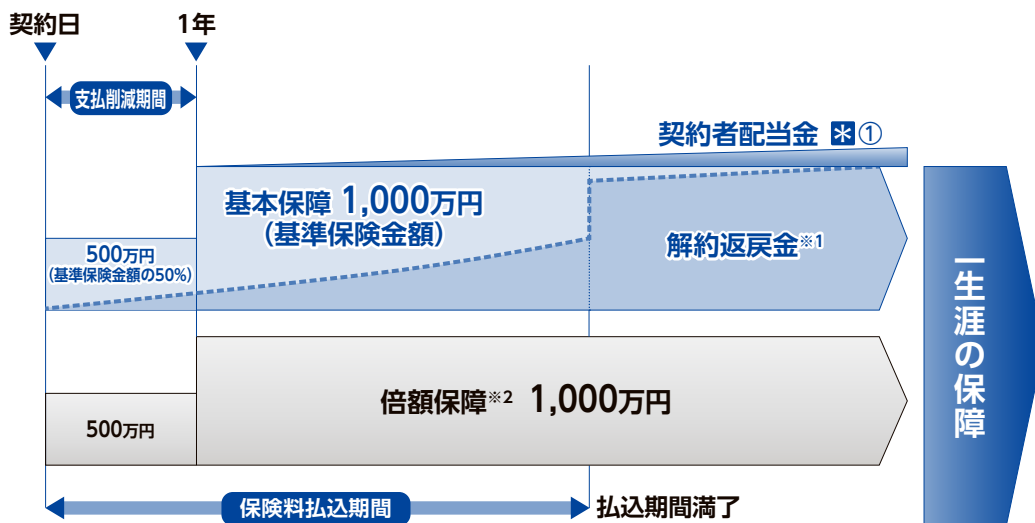 契約日
1年
支払削減期間
契約者配当金 *①
基本保障 1,000万円
(基準保険金額)
500万円
(基準保険金額の50%)
解約返戻金※1
一生涯の保障
倍額保障※2 1,000万円
500万円
保険料払込期間
払込期間満了